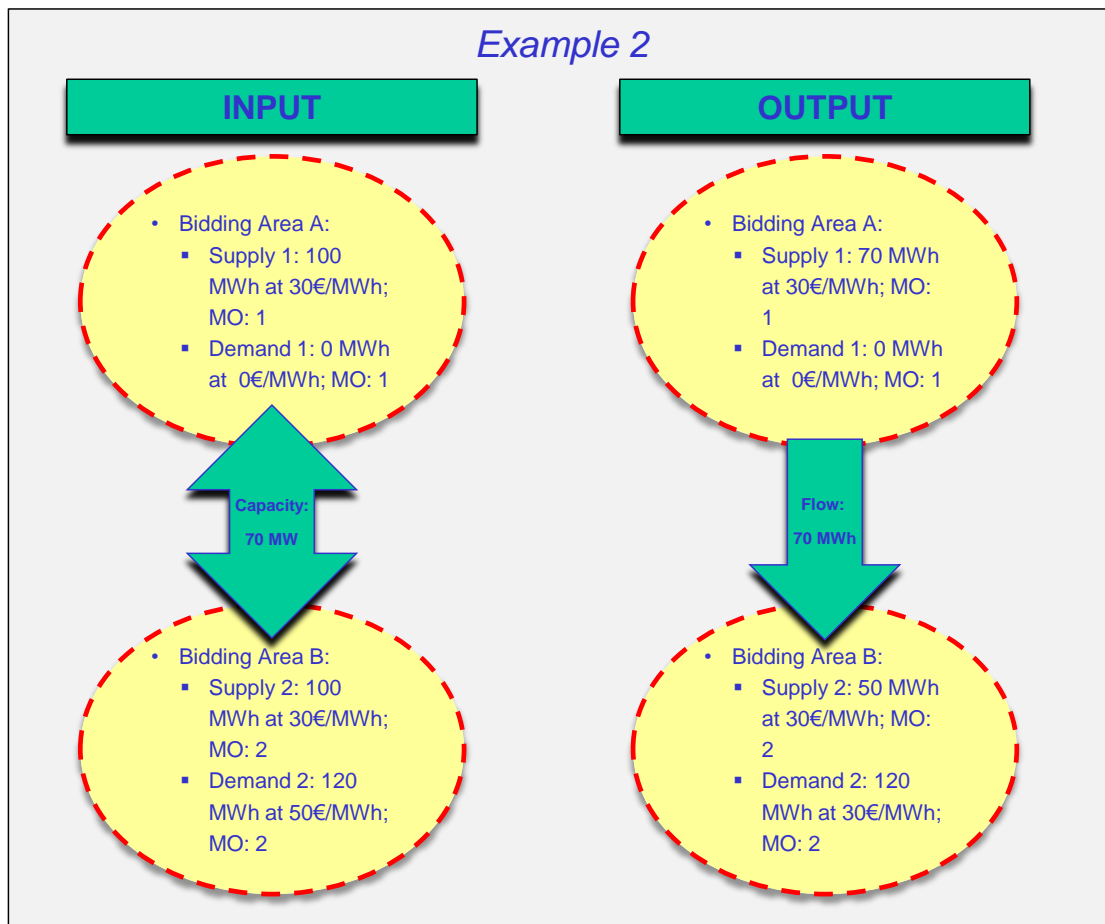 Example 2
INPUT
• Bidding Area A:
▪ Supply 1: 100
MWh at 30€/MWh;
MO: 1
▪ Demand 1: 0 MWh
at 0€/MWh; MO: 1
Capacity:
70 MW
• Bidding Area B:
▪ Supply 2: 100
MWh at 30€/MWh;
MO: 2
▪ Demand 2: 120
MWh at 50€/MWh;
MO: 2
OUTPUT
• Bidding Area A:
▪ Supply 1: 70 MWh
at 30€/MWh; MO:
1
▪ Demand 1: 0 MWh
at 0€/MWh; MO: 1
Flow:
70 MWh
• Bidding Area B:
▪ Supply 2: 50 MWh
at 30€/MWh; MO:
2
▪ Demand 2: 120
MWh at 30€/MWh;
MO: 2